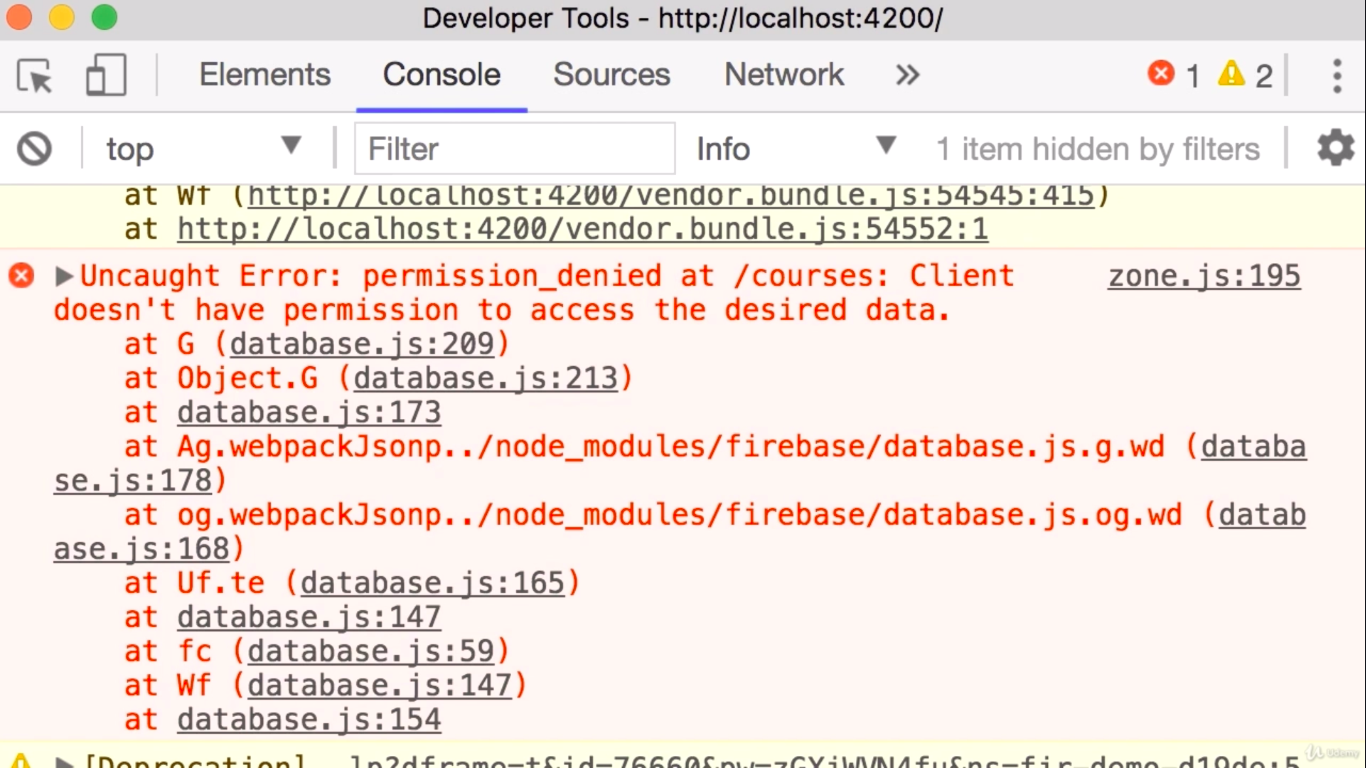 Developer Tools - http://localhost:4200/
Elements Console Sources Network » 1 2
top Filter Info 1 item hidden by filters
at Wf (http://localhost:4200/vendor.bundle.js:54545:415)
at http://localhost:4200/vendor.bundle.js:54552:1
Uncaught Error: permission_denied at /courses: Client zone.js:195
doesn't have permission to access the desired data.
at G (database.js:209)
at Object.G (database.js:213)
at database.js:173
at Ag.webpackJsonp../node_modules/firebase/database.js.g.wd (databa
se.js:178)
at og.webpackJsonp../node_modules/firebase/database.js.og.wd (datab
ase.js:168)
at Uf.te (database.js:165)
at database.js:147
at fc (database.js:59)
at Wf (database.js:147)
at database.js:154
[Deprecation]
Udemy